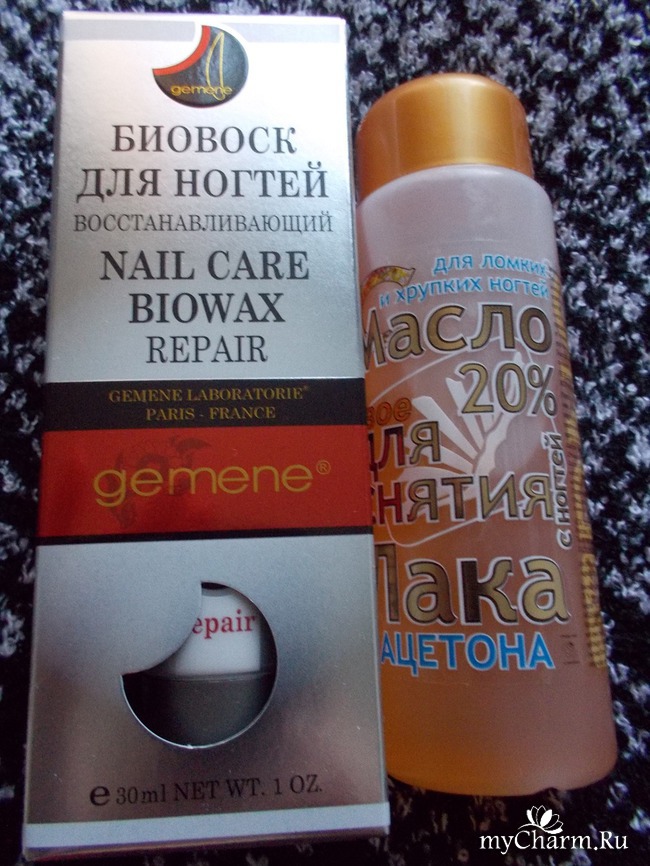 gemene
БИОВОСК
ДЛЯ НОГТЕЙ
ВОССТАНАВЛИВАЮЩИЙ
NAIL CARE
BIOWAX
REPAIR
GEMENE LABORATORIE®
PARIS - FRANCE
gemene®
epair
e 30ml NET WT. 1 OZ.
для ломких
и хрупких ногтей
Масло
20%
вое
для
снятия
с ногтей
Лака
АЦЕТОНА
myCharm.Ru